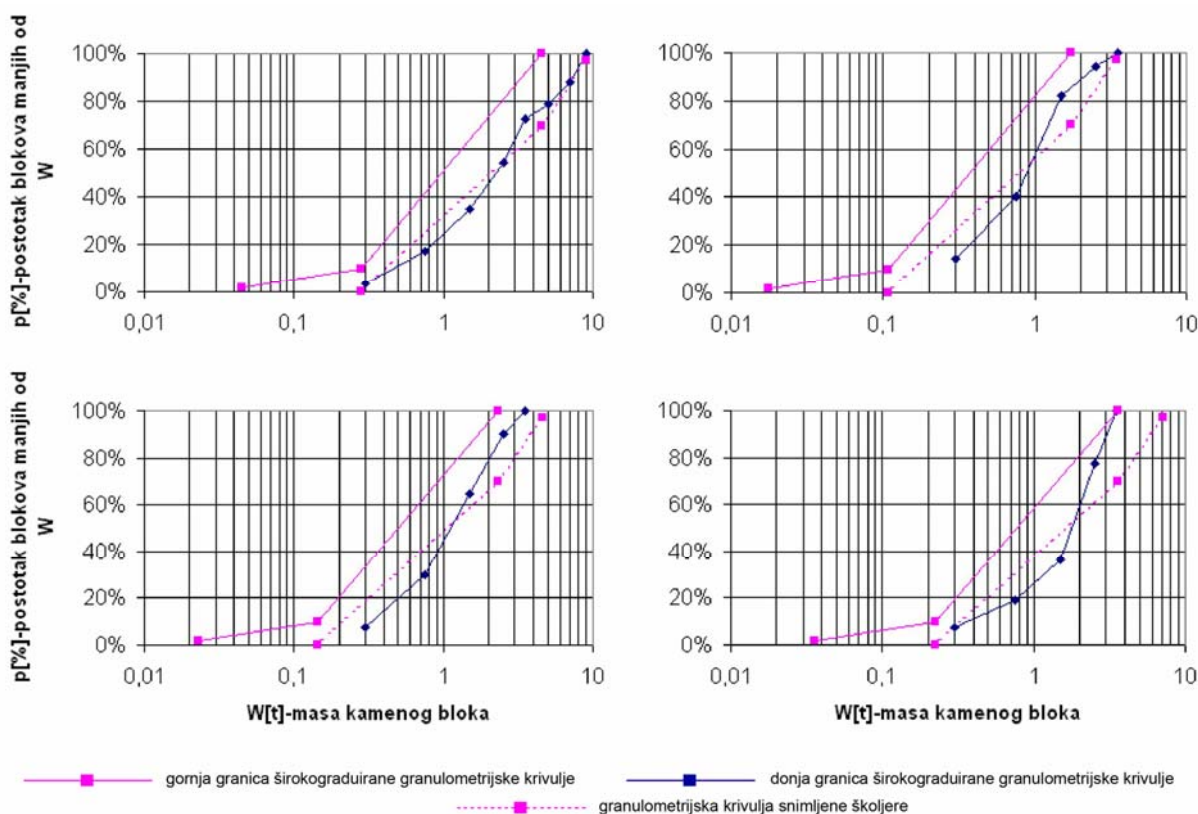 p[%]-postotak blokova manjih od
W
100%
80%
60%
40%
20%
0%
0,01 0,1 1 10
100%
80%
60%
40%
20%
0%
0,01 0,1 1 10
p[%]-postotak blokova manjih od
W
100%
80%
60%
40%
20%
0%
0,01 0,1 1 10
W[t]-masa kamenog bloka
100%
80%
60%
40%
20%
0%
0,01 0,1 1 10
W[t]-masa kamenog bloka
gornja granica širokograduirane granulometrijske krivulje
donja granica širokograduirane granulometrijske krivulje
granulometrijska krivulja snimljene školjere